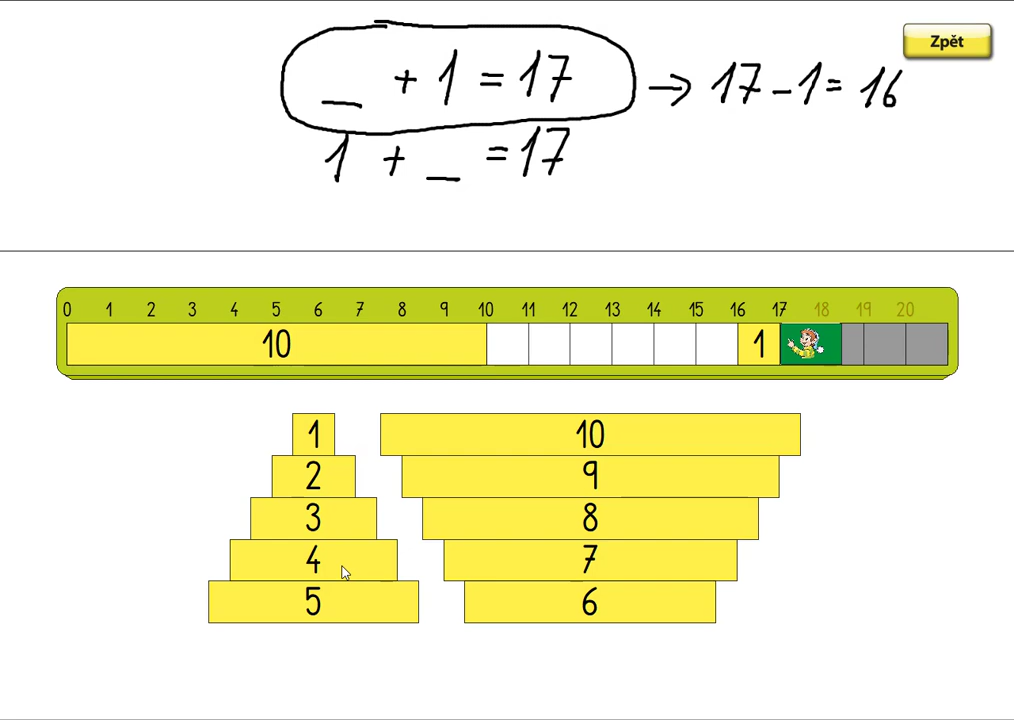 Zpět
_ + 1 = 17 → 17 - 1 = 16
1 + _ = 17
0 1 2 3 4 5 6 7 8 9 10 11 12 13 14 15 16 17 18 19 20
10 1
1 10
2 9
3 8
4 7
5 6